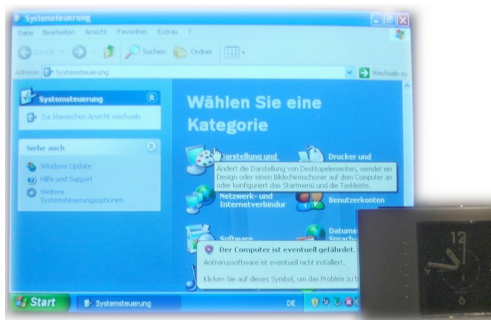 Systemsteuerung
Datei Bearbeiten Ansicht Favoriten Extras ?
Zurück Suchen Ordner
Adresse Systemsteuerung Wechseln zu
Systemsteuerung
Zur klassischen Ansicht wechseln
Siehe auch
Windows Update
Hilfe und Support
Weitere
Systemsteuerungsoptionen
Wählen Sie eine
Kategorie
Darstellung und
Drucker und
Ändert die Darstellung von Desktopelementen, wendet ein
Design oder einen Bildschirmschoner auf dem Computer an
oder konfiguriert das Startmenü und die Taskleiste.
Netzwerk- und
Internetverbindur
Benutzerkonten
Software
Datums
Sprach-
Der Computer ist eventuell gefährdet.
Antivirussoftware ist eventuell nicht installiert.
Klicken Sie auf dieses Symbol, um das Problem zu b
Start
Systemsteuerung
DE
12
6